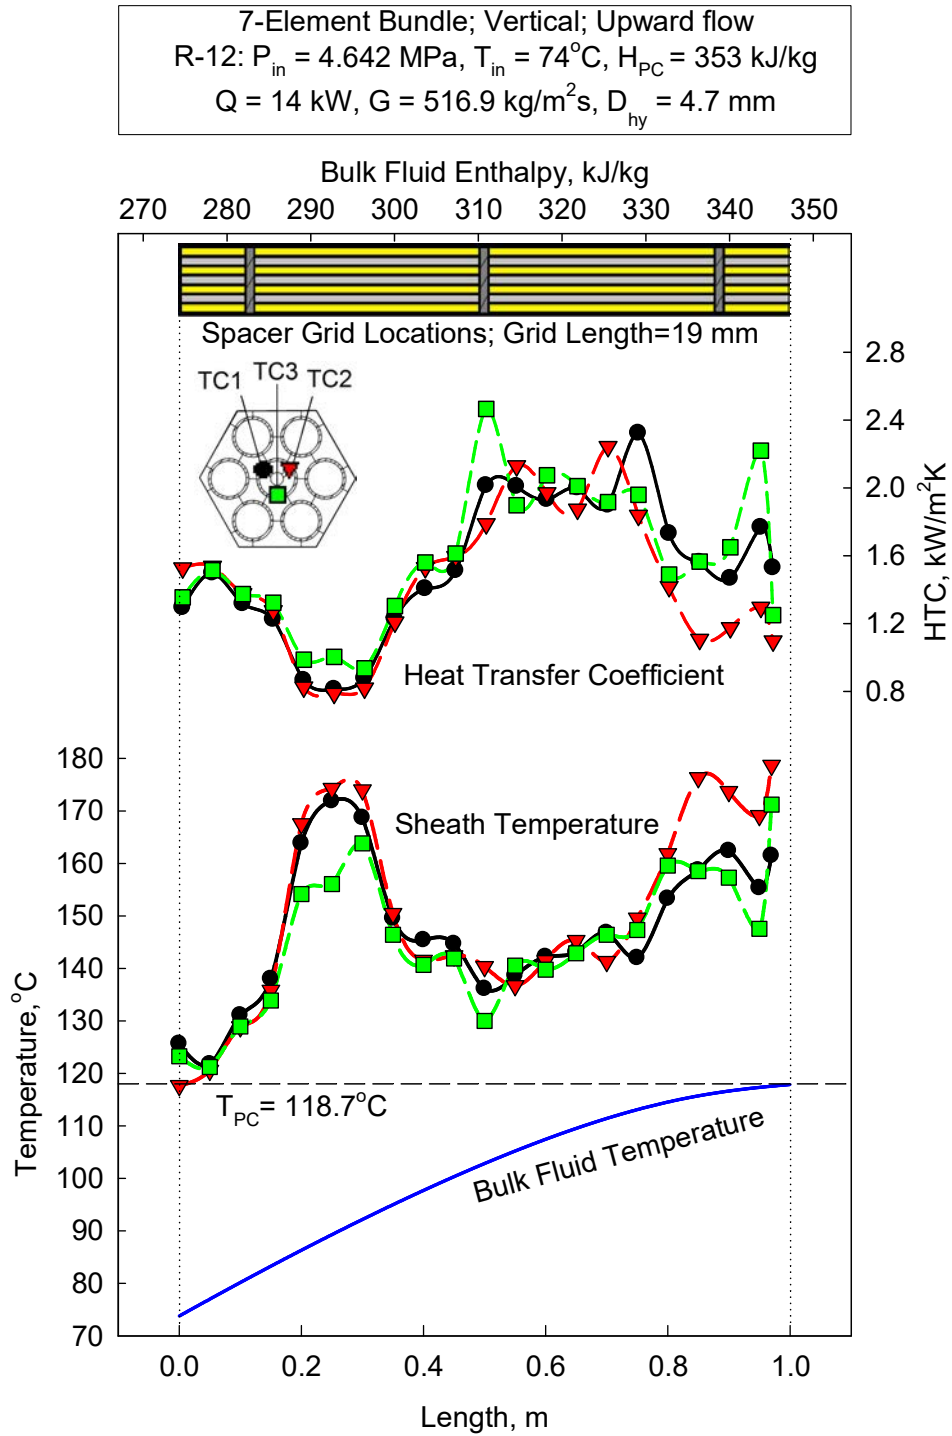 7-Element Bundle; Vertical; Upward flow
R-12: P_in = 4.642 MPa, T_in = 74°C, H_PC = 353 kJ/kg
Q = 14 kW, G = 516.9 kg/m²s, D_hy = 4.7 mm
Bulk Fluid Enthalpy, kJ/kg
270 280 290 300 310 320 330 340 350
Spacer Grid Locations; Grid Length=19 mm
TC1 TC3 TC2
2.8
2.4
2.0
1.6
1.2
0.8
HTC, kW/m²K
Heat Transfer Coefficient
180
170
160
150
140
130
120
110
100
90
80
70
Temperature,°C
Sheath Temperature
T_PC= 118.7°C
Bulk Fluid Temperature
0.0 0.2 0.4 0.6 0.8 1.0
Length, m